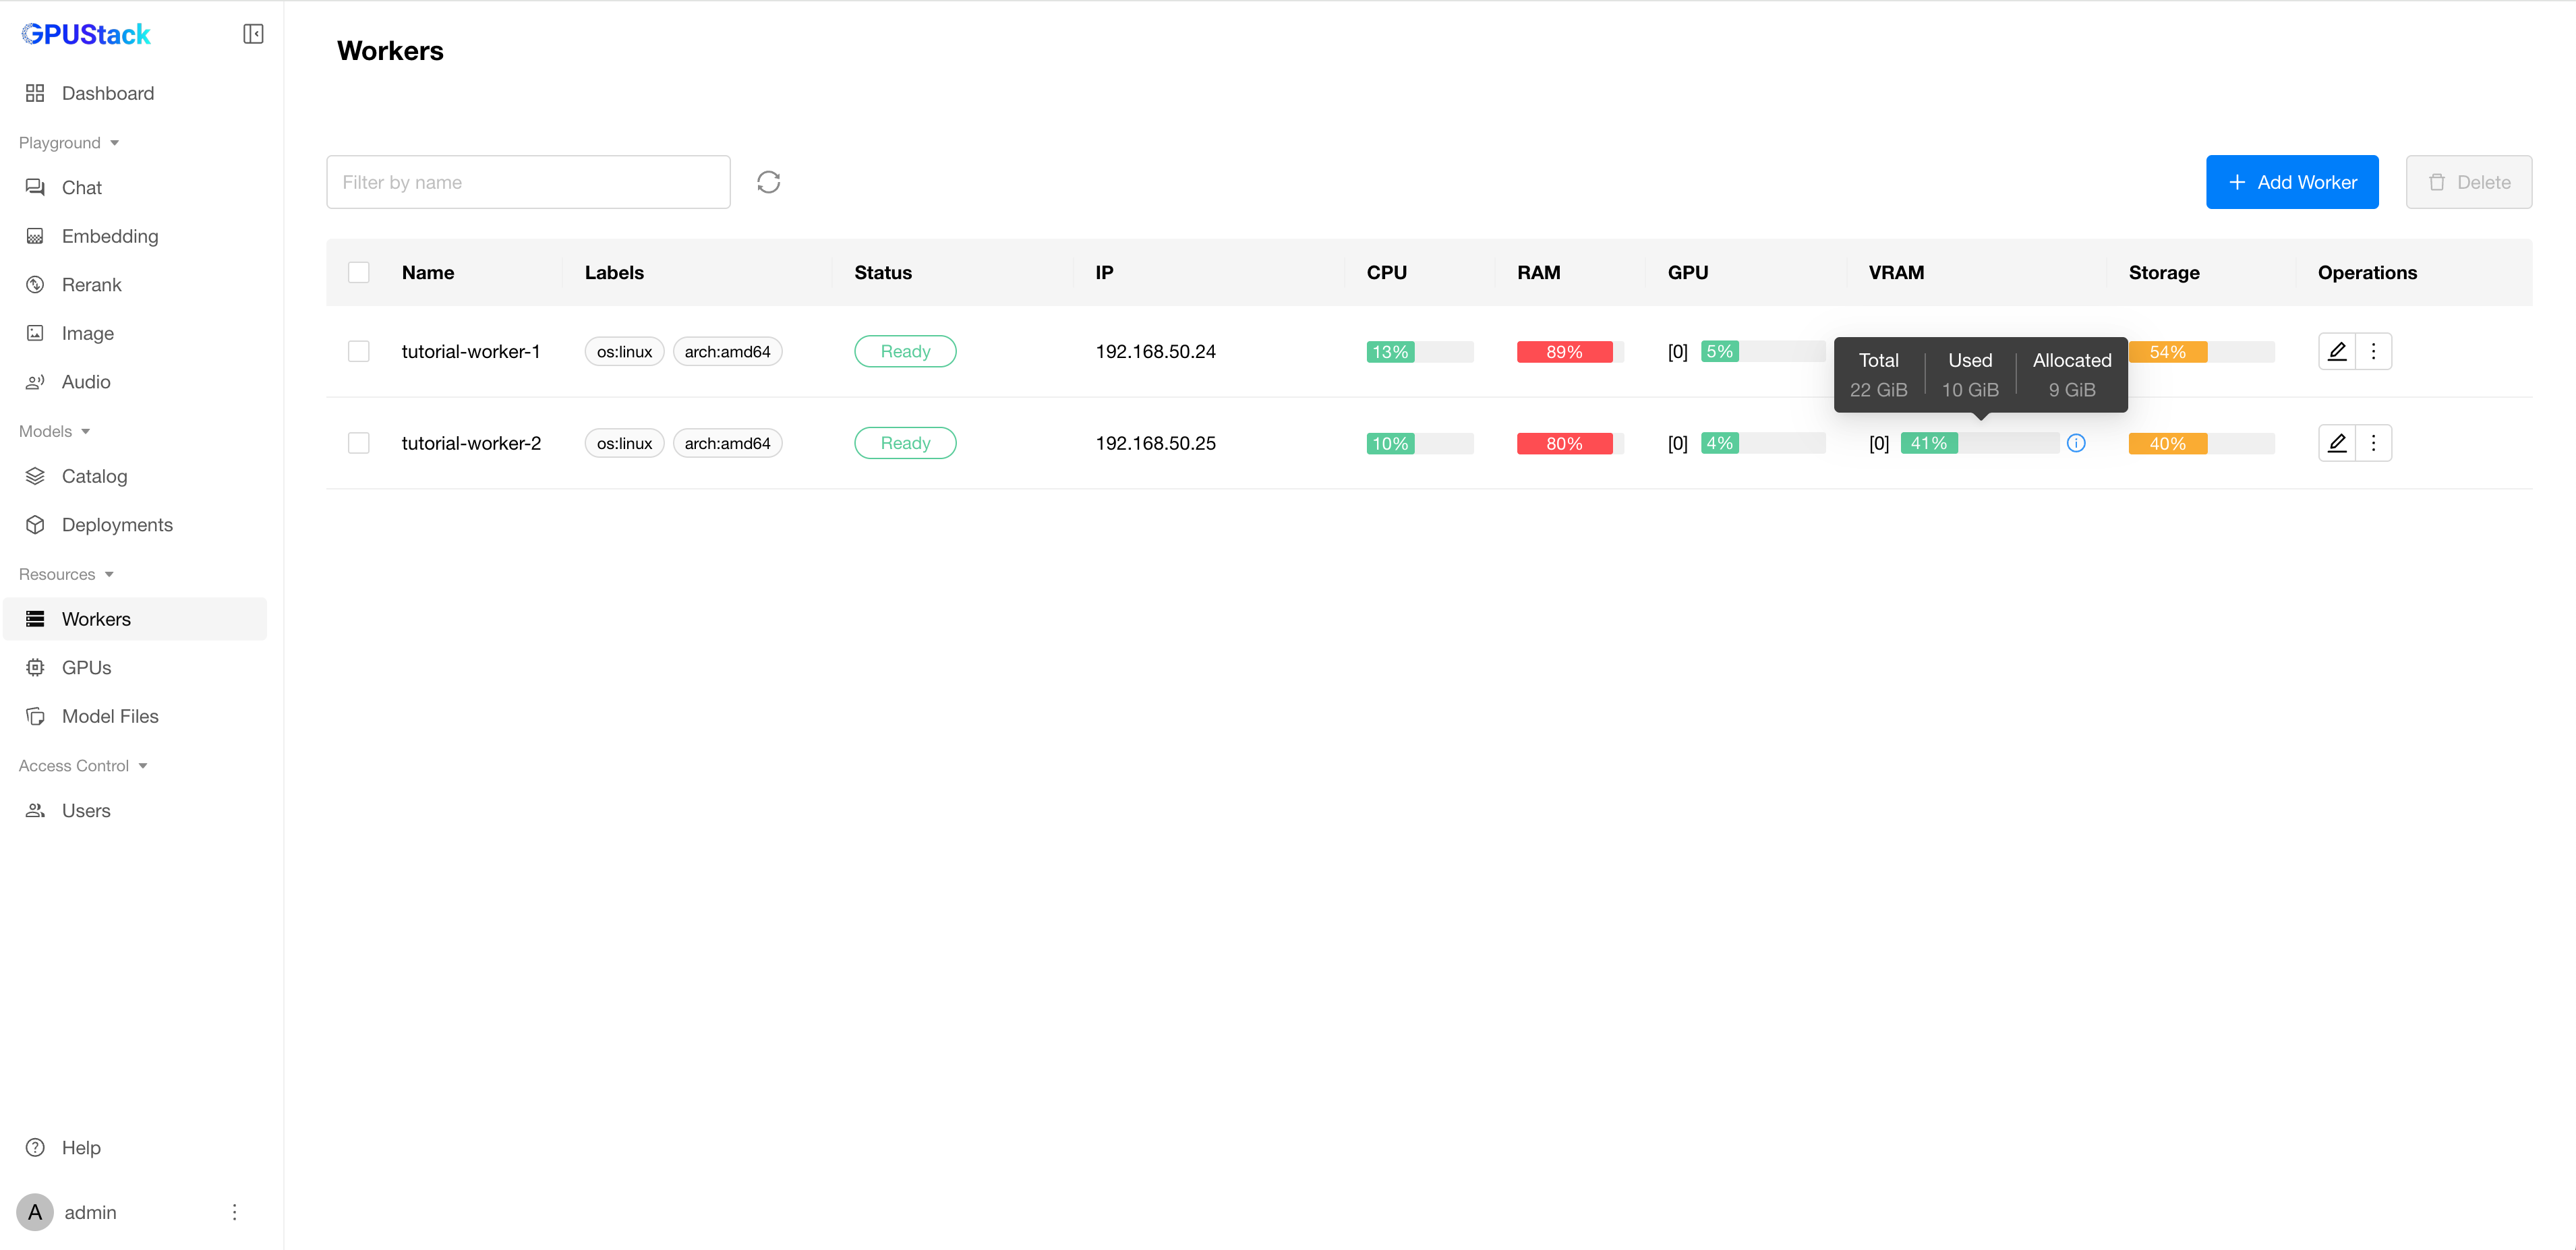 GPUStack
Workers
Dashboard
Playground
Chat
Embedding
Rerank
Image
Audio
Models
Catalog
Deployments
Resources
Workers
GPUs
Model Files
Access Control
Users
Help
A admin
Filter by name
Add Worker Delete
Name Labels Status IP CPU RAM GPU VRAM Storage Operations
tutorial-worker-1 os:linux arch:amd64 Ready 192.168.50.24 13% 89% [0] 5% 54%
Total Used Allocated
22 GiB 10 GiB 9 GiB
tutorial-worker-2 os:linux arch:amd64 Ready 192.168.50.25 10% 80% [0] 4% [0] 41% 40%